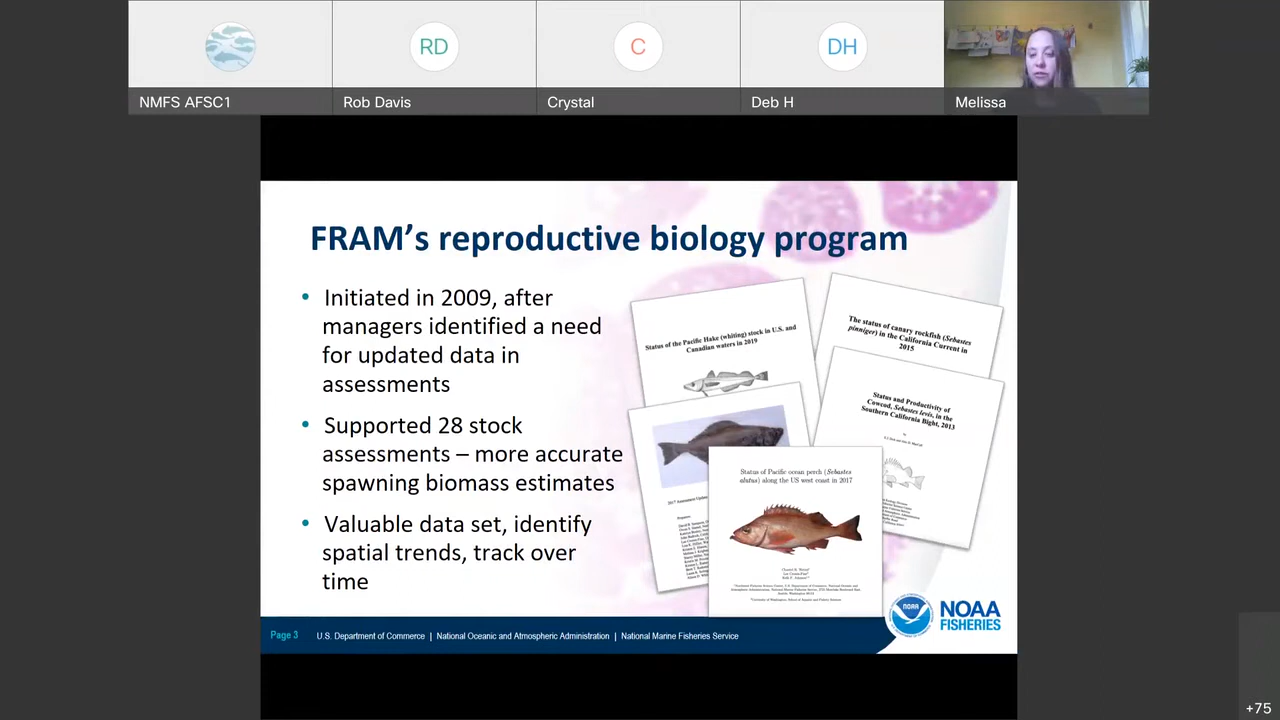 RD
C
DH
NMFS AFSC1
Rob Davis
Crystal
Deb H
Melissa
FRAM's reproductive biology program
• Initiated in 2009, after
managers identified a need
for updated data in
assessments
• Supported 28 stock
assessments – more accurate
spawning biomass estimates
• Valuable data set, identify
spatial trends, track over
time
Status of the Pacific Hake (whiting) stock in U.S. and
Canadian waters in 2019
The status of canary rockfish (Sebastes
pinniger) in the California Current in
2015
Status and Productivity of
Cowcod, Sebastes levis, in the
Southern California Bight, 2013
Status of Pacific ocean perch (Sebastes
alutus) along the US west coast in 2017
NOAA
NOAA
FISHERIES
Page 3
U.S. Department of Commerce | National Oceanic and Atmospheric Administration | National Marine Fisheries Service
+75